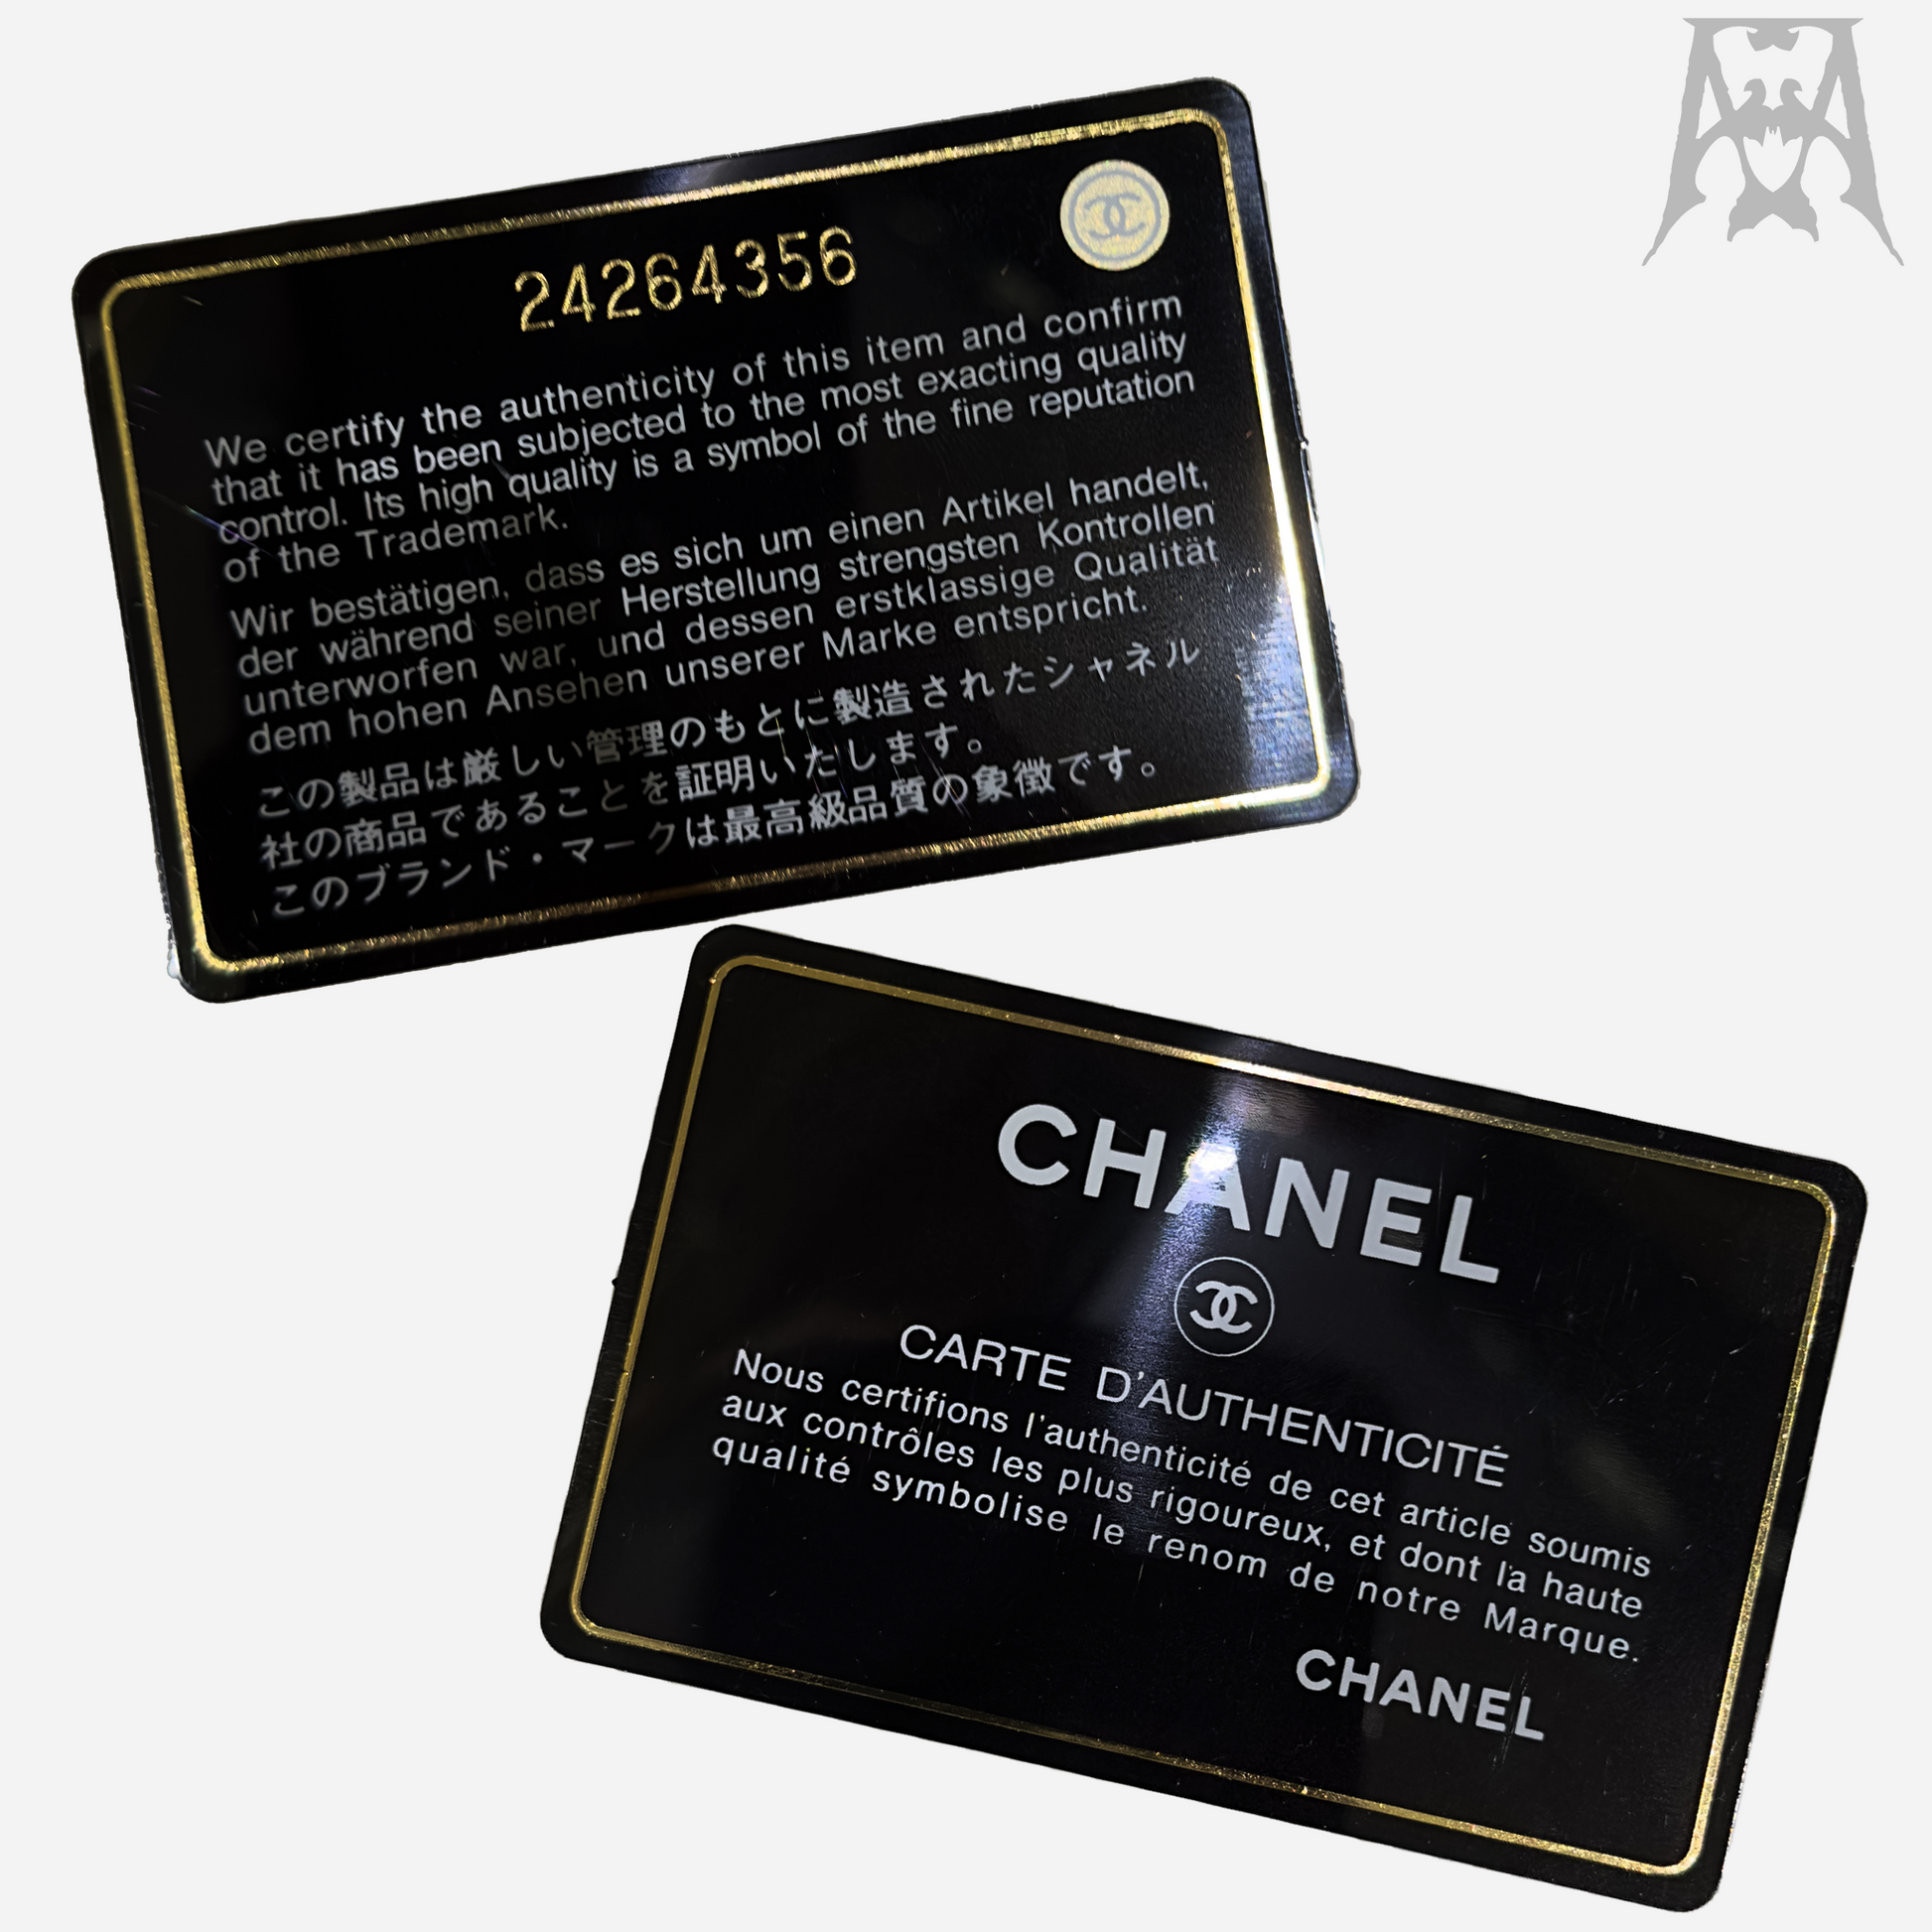 24264356
We certify the authenticity of this item and confirm
that it has been subjected to the most exacting quality
control. Its high quality is a symbol of the fine reputation
of the Trademark.
Wir bestätigen, dass es sich um einen Artikel handelt,
der während seiner Herstellung strengsten Kontrollen
unterworfen war, und dessen erstklassige Qualität
dem hohen Ansehen unserer Marke entspricht.
この製品は厳しい管理のもとに製造されたシャネル
社の商品であることを証明いたします。
このブランド・マークは最高級品質の象徴です。
CHANEL
CARTE D'AUTHENTICITÉ
Nous certifions l'authenticité de cet article soumis
aux contrôles les plus rigoureux, et dont la haute
qualité symbolise le renom de notre Marque.
CHANEL